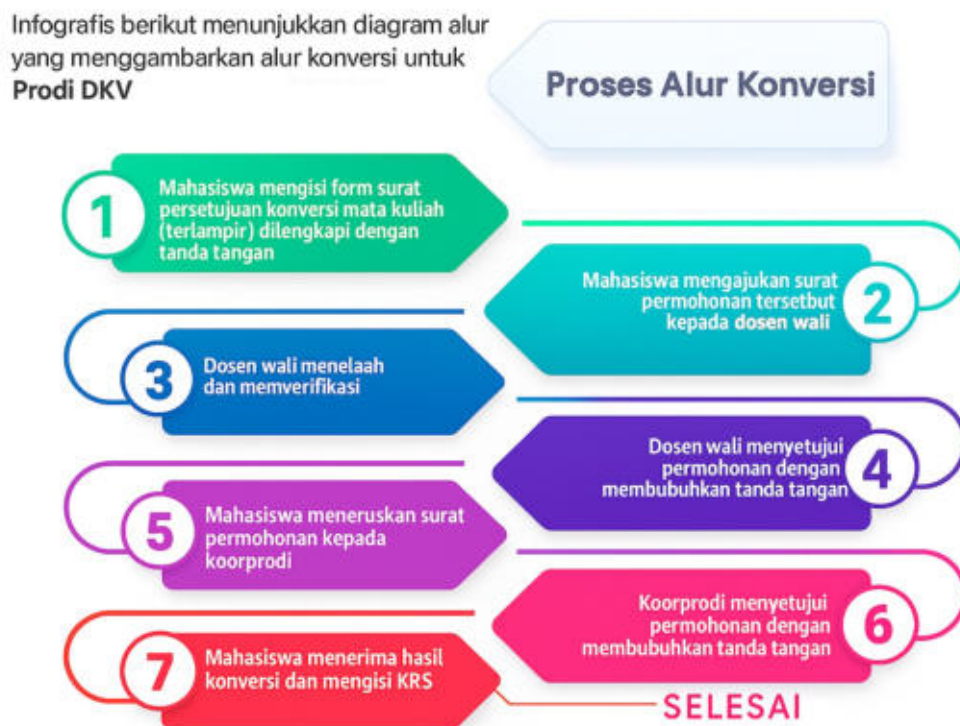 Infografis berikut menunjukkan diagram alur
yang menggambarkan alur konversi untuk
Prodi DKV
Proses Alur Konversi
1
Mahasiswa mengisi form surat
persetujuan konversi mata kuliah
(terlampir) dilengkapi dengan
tanda tangan
Mahasiswa mengajukan surat
permohonan tersetbut
kepada dosen wali
2
3
Dosen wali menelaah
dan memverifikasi
Dosen wali menyetujui
permohonan dengan
membubuhkan tanda tangan
4
5
Mahasiswa meneruskan surat
permohonan kepada
koorprodi
Koorprodi menyetujui
permohonan dengan
membubuhkan tanda tangan
6
7
Mahasiswa menerima hasil
konversi dan mengisi KRS
SELESAI